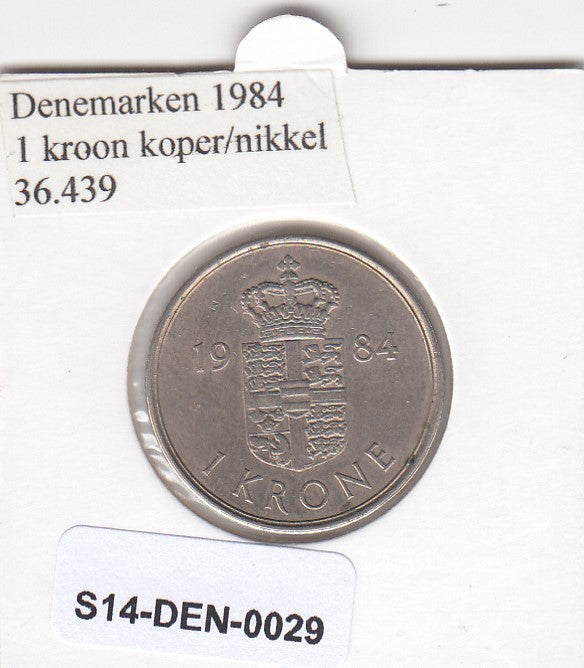 Denemarken 1984
1 kroon koper/nikkel
36.439
19 84
1 KRONE
S14-DEN-0029